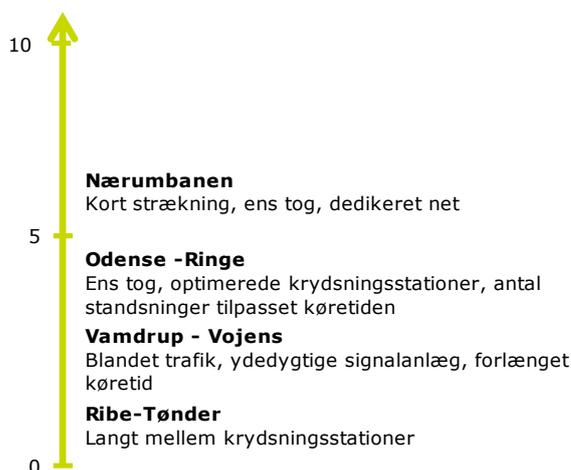 10
Nærumbanen
Kort strækning, ens tog, dedikeret net
5
Odense -Ringe
Ens tog, optimerede krydsningsstationer, antal
standsninger tilpasset køretiden
Vamdrup - Vojens
Blandet trafik, ydedygtige signalanlæg, forlænget
køretid
Ribe-Tønder
Langt mellem krydsningsstationer
0